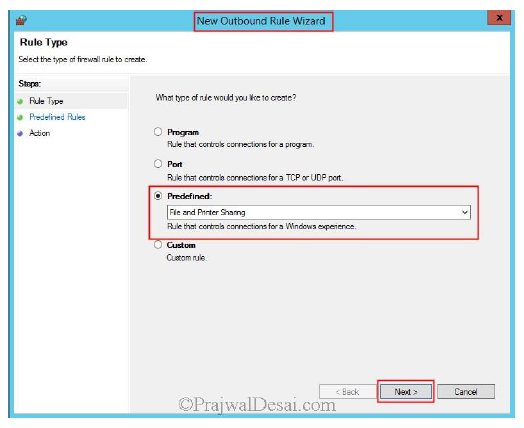 New Outbound Rule Wizard
x
Rule Type
Select the type of firewall rule to create.
Steps:
Rule Type
Predefined Rules
Action
What type of rule would you like to create?
Program
Rule that controls connections for a program.
Port
Rule that controls connections for a TCP or UDP port.
Predefined:
File and Printer Sharing
Rule that controls connections for a Windows experience.
Custom
Custom rule.
< Back
Next >
Cancel
©PrajwalDesai.com